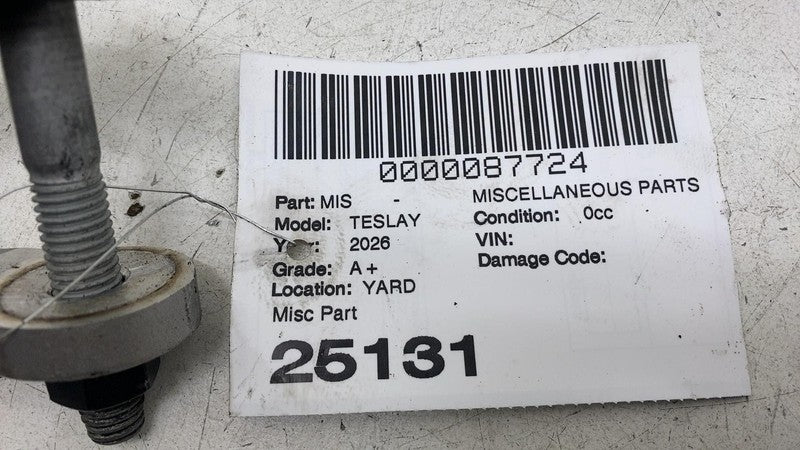 0000087724
Part: MIS - MISCELLANEOUS PARTS
Model: TESLAY Condition: 0cc
Year: 2026 VIN:
Grade: A+ Damage Code:
Location: YARD
Misc Part
25131